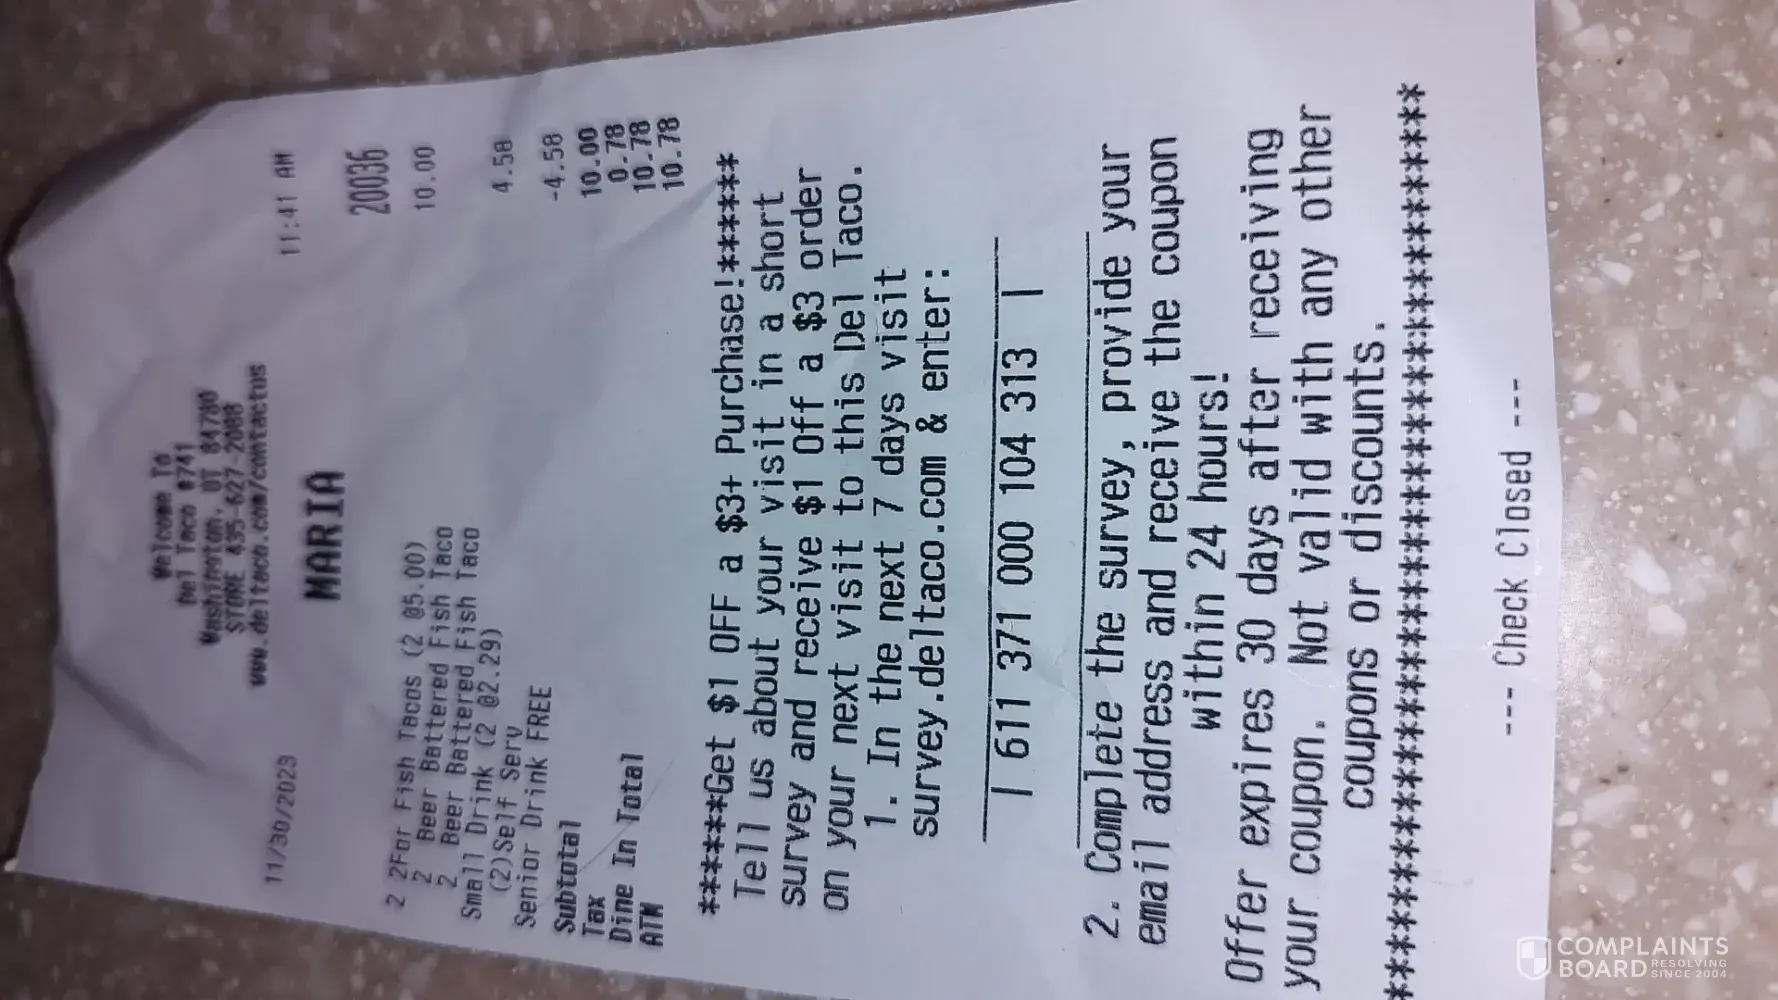 Welcome To
Del Taco #741
Washington, UT 84780
STORE 435-627-2088
www.deltaco.com/contactus
11/30/2023 11:41 AM
MARIA 20036
2 2For Fish Tacos (2 @5.00) 10.00
2 Beer Battered Fish Taco
2 Beer Battered Fish Taco
Small Drink (2 @2.29) 4.58
(2)Self Serv
Senior Drink FREE -4.58
Subtotal 10.00
Tax 0.78
Dine In Total 10.78
ATM 10.78
******Get $1 OFF a $3+ Purchase!******
Tell us about your visit in a short
survey and receive $1 Off a $3 order
on your next visit to this Del Taco.
1. In the next 7 days visit
survey.deltaco.com & enter:
| 611 371 000 104 313 |
2. Complete the survey, provide your
email address and receive the coupon
within 24 hours!
Offer expires 30 days after receiving
your coupon. Not valid with any other
coupons or discounts.
****************************************
--- Check Closed ---
COMPLAINTS
BOARD RESOLVING
SINCE 2004